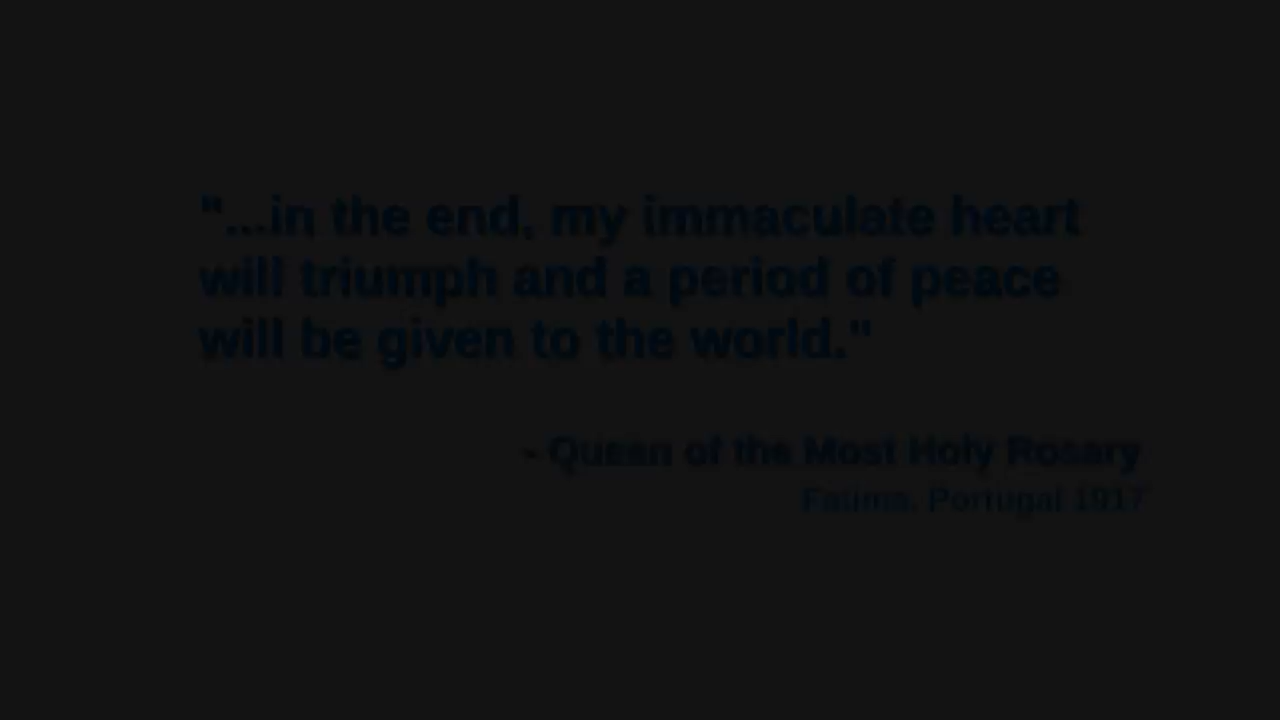 "...in the end, my immaculate heart
will triumph and a period of peace
will be given to the world."
- Queen of the Most Holy Rosary
Fatima, Portugal 1917